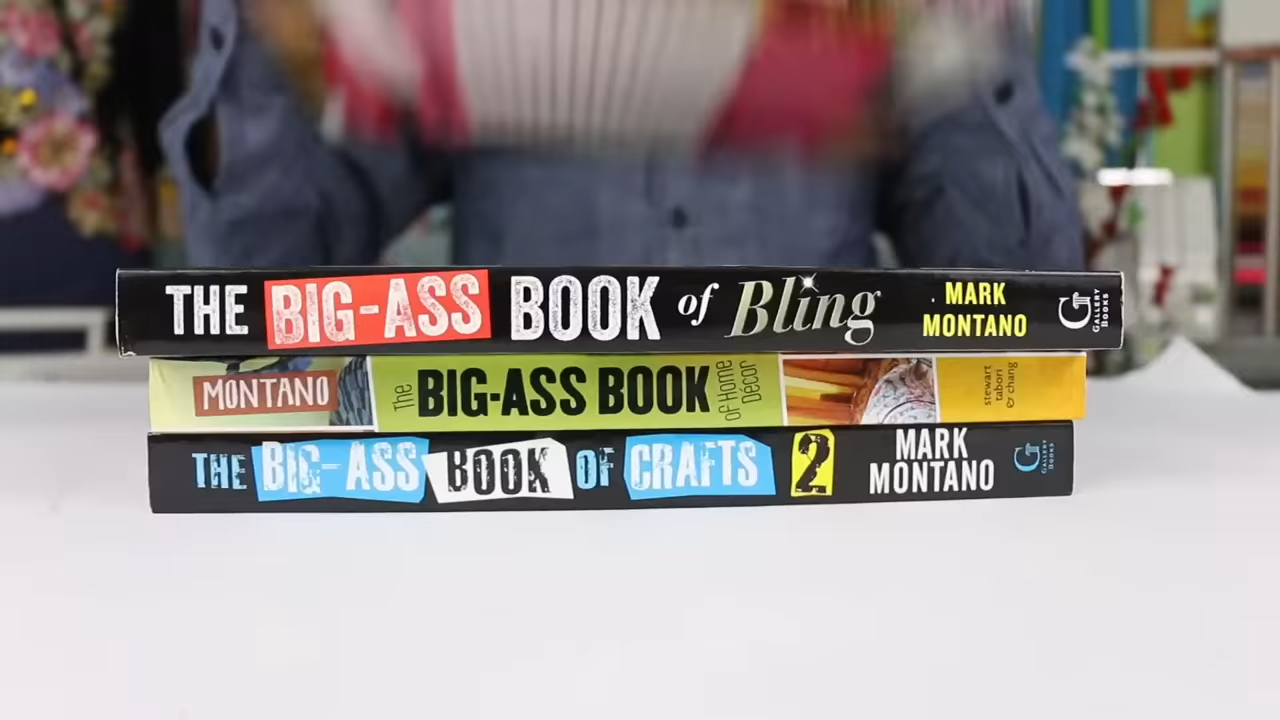 THE BIG-ASS BOOK of Bling MARK MONTANO G GALLERY BOOKS
MONTANO The BIG-ASS BOOK of Home Décor stewart tabori & chang
THE BIG-ASS BOOK OF CRAFTS 2 MARK MONTANO G GALLERY BOOKS